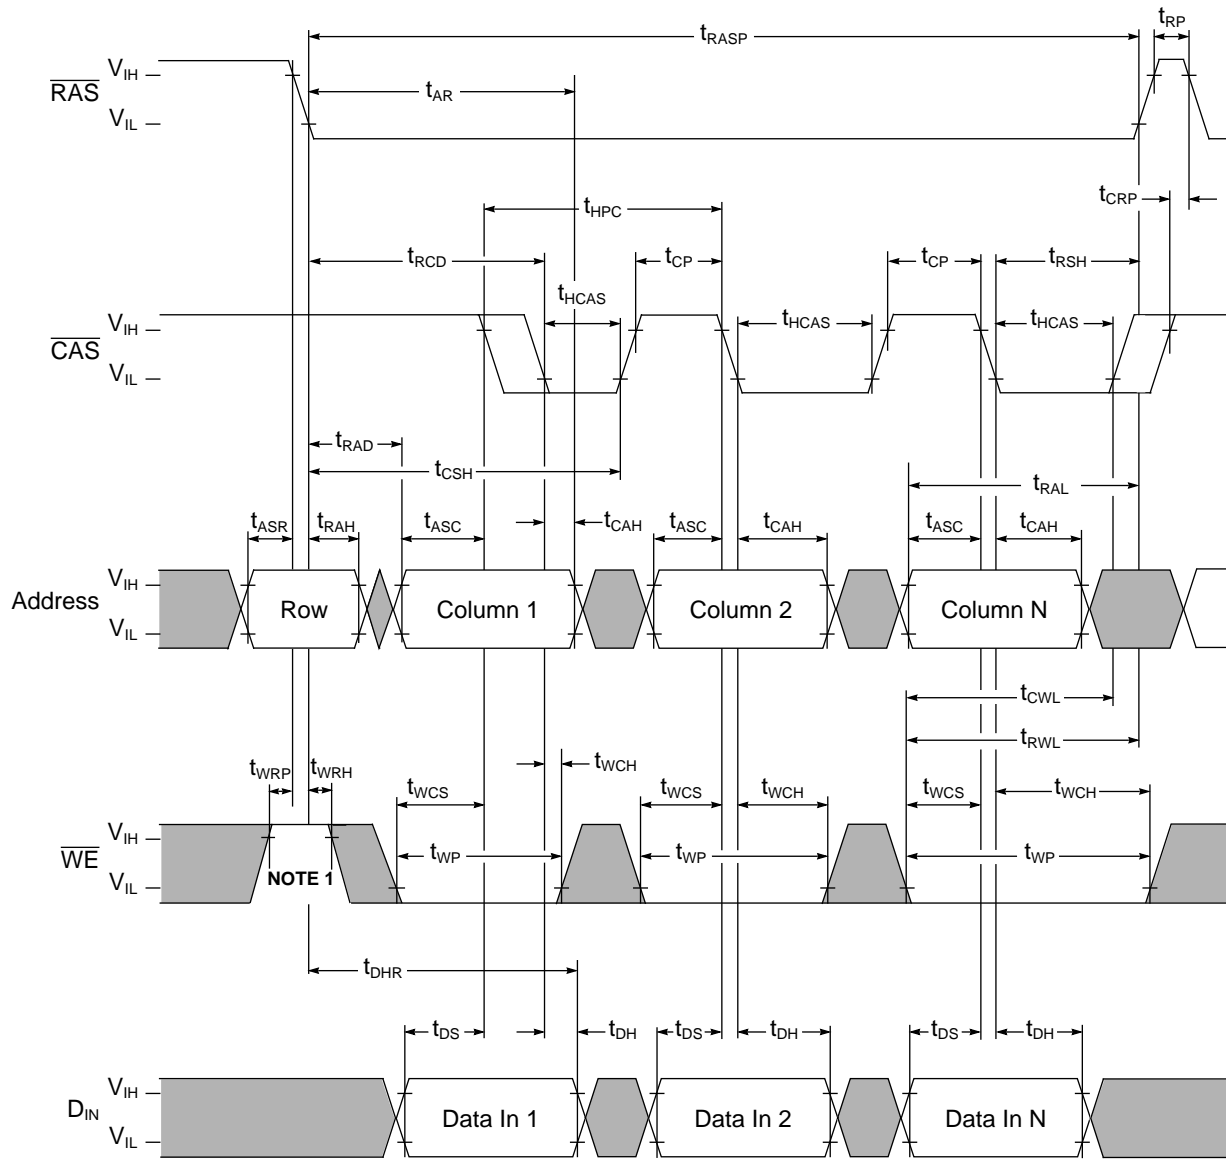 tRP
tRASP
VIH
RAS
tAR
VIL
tCRP
tHPC
tRCD
tCP
tCP
tRSH
tHCAS
tHCAS
tHCAS
VIH
CAS
VIL
tRAD
tCSH
tRAL
tASR
tRAH
tASC
tCAH
tASC
tCAH
tASC
tCAH
VIH
Address
Row
Column 1
Column 2
Column N
VIL
tCWL
tRWL
tWRP
tWRH
tWCH
tWCS
tWCS
tWCH
tWCS
tWCH
VIH
WE
tWP
tWP
tWP
VIL
NOTE 1
tDHR
tDS
tDH
tDS
tDH
tDS
tDH
VIH
DIN
Data In 1
Data In 2
Data In N
VIL